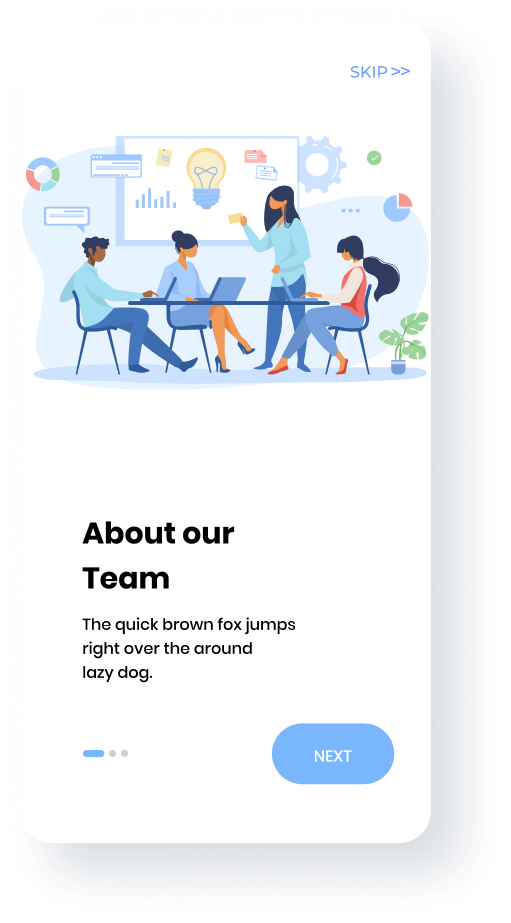 SKIP >>
About our
Team
The quick brown fox jumps
right over the around
lazy dog.
NEXT